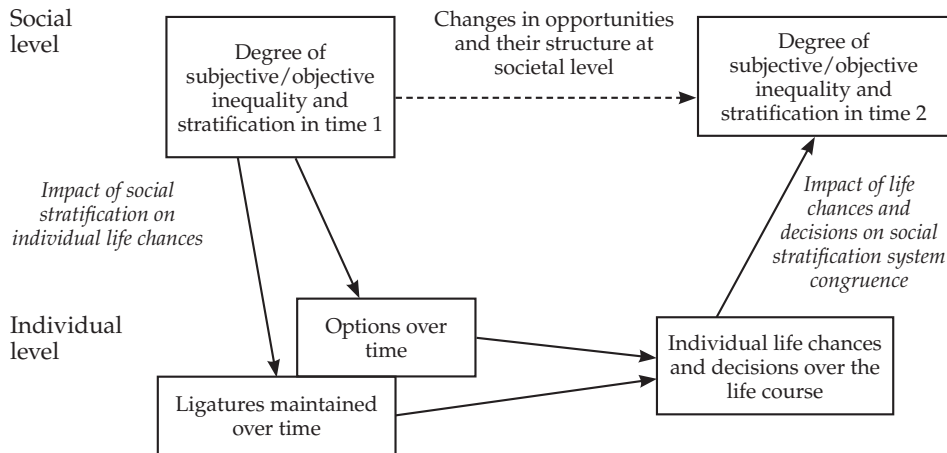 Social
level
Degree of
subjective/objective
inequality and
stratification in time 1
Changes in opportunities
and their structure at
societal level
Degree of
subjective/objective
inequality and
stratification in time 2
Impact of social
stratification on
individual life chances
Impact of life
chances and
decisions on social
stratification system
congruence
Individual
level
Options over
time
Ligatures maintained
over time
Individual life chances
and decisions over the
life course